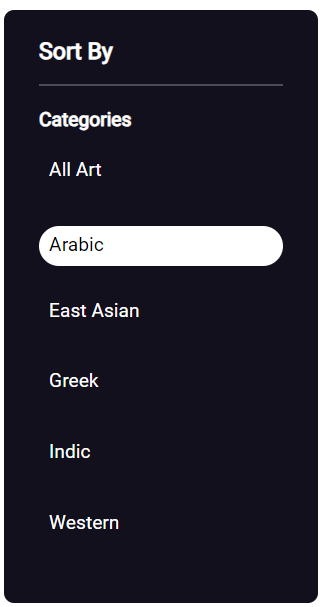 Sort By
Categories
All Art
Arabic
East Asian
Greek
Indic
Western